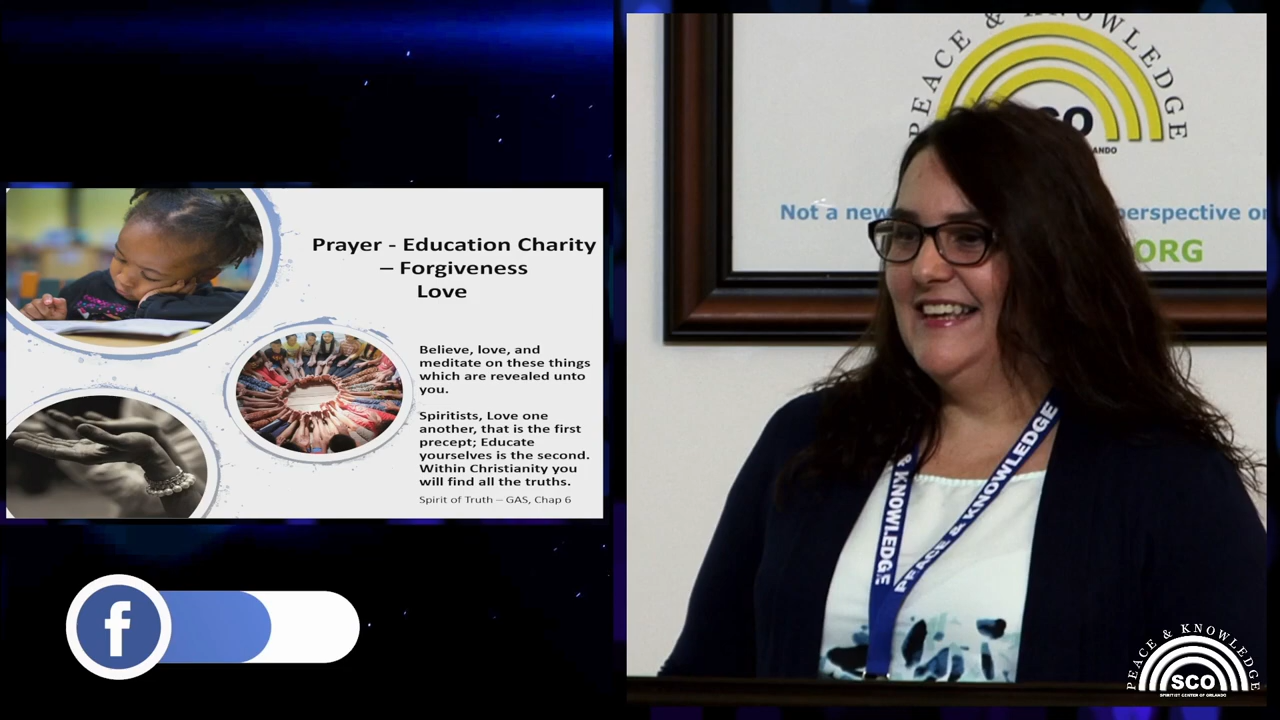 Prayer - Education Charity
– Forgiveness
Love
Believe, love, and
meditate on these things
which are revealed unto
you.
Spiritists, Love one
another, that is the first
precept; Educate
yourselves is the second.
Within Christianity you
will find all the truths.
Spirit of Truth – GAS, Chap 6
f
PEACE & KNOWLEDGE
SCO
ANDO
Not a new
perspective or
ORG
& KNOWLEDGE
PEACE & KNOWLEDGE
PEACE & KNOWLEDGE
SCO
SPIRITIST CENTER OF ORLANDO